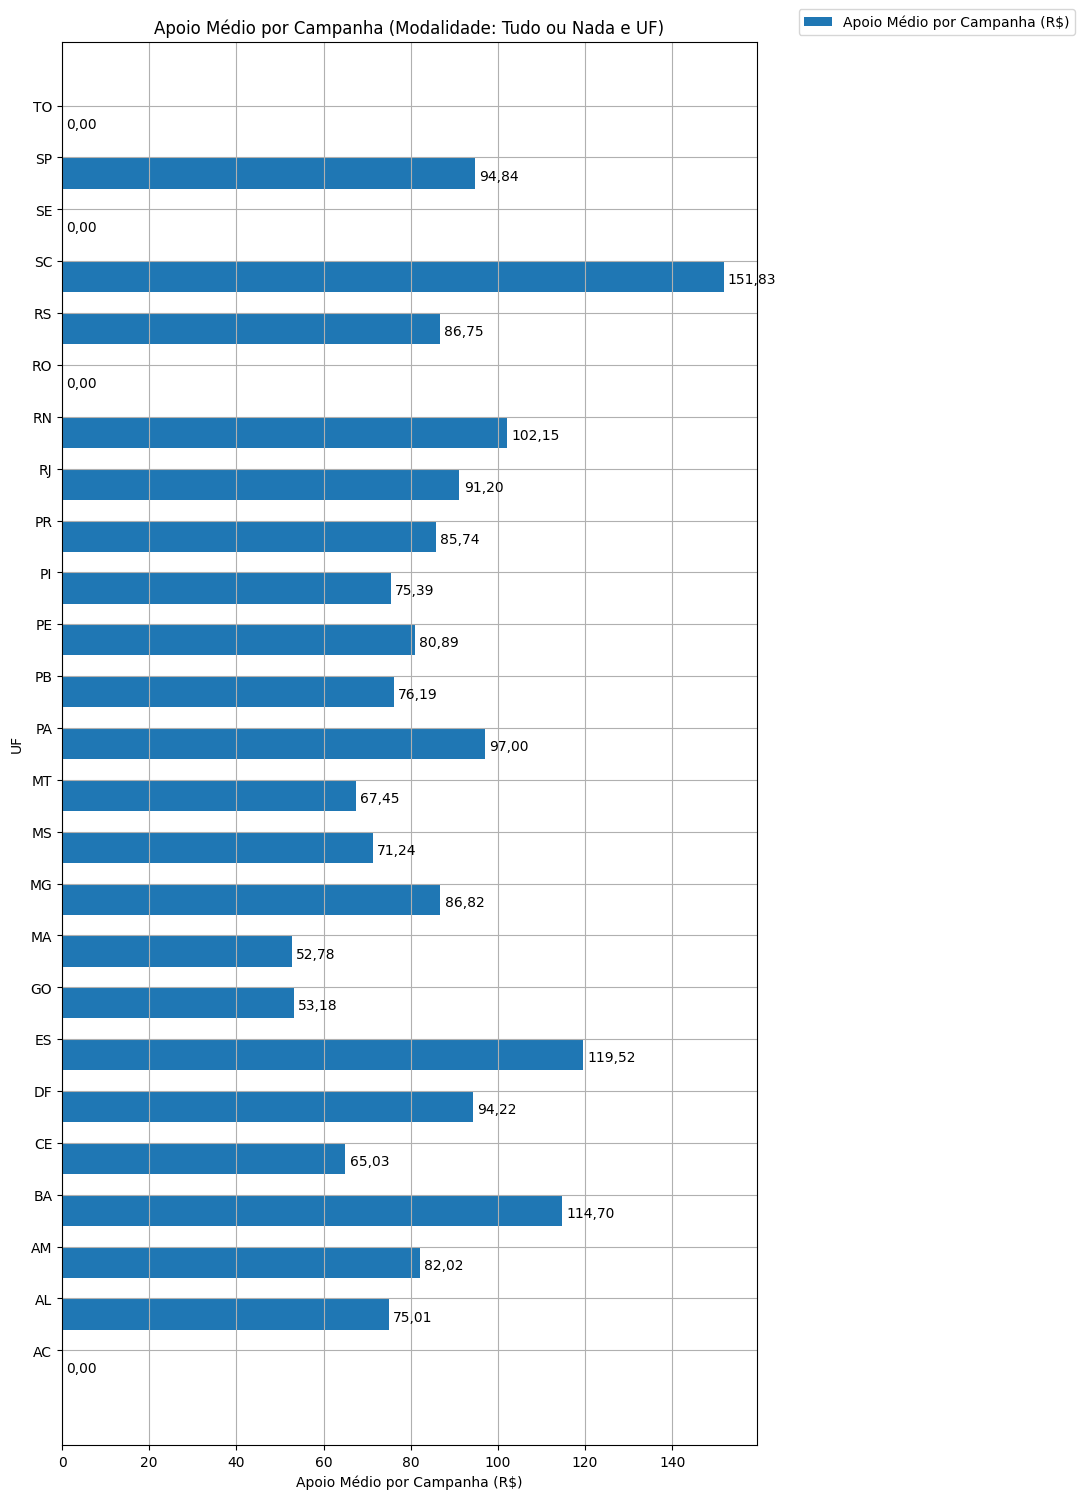 Apoio Médio por Campanha (Modalidade: Tudo ou Nada e UF)
Apoio Médio por Campanha (R$)
TO
0,00
SP
94,84
SE
0,00
SC
151,83
RS
86,75
RO
0,00
RN
102,15
RJ
91,20
PR
85,74
PI
75,39
PE
80,89
PB
76,19
PA
97,00
UF
MT
67,45
MS
71,24
MG
86,82
MA
52,78
GO
53,18
ES
119,52
DF
94,22
CE
65,03
BA
114,70
AM
82,02
AL
75,01
AC
0,00
0 20 40 60 80 100 120 140
Apoio Médio por Campanha (R$)